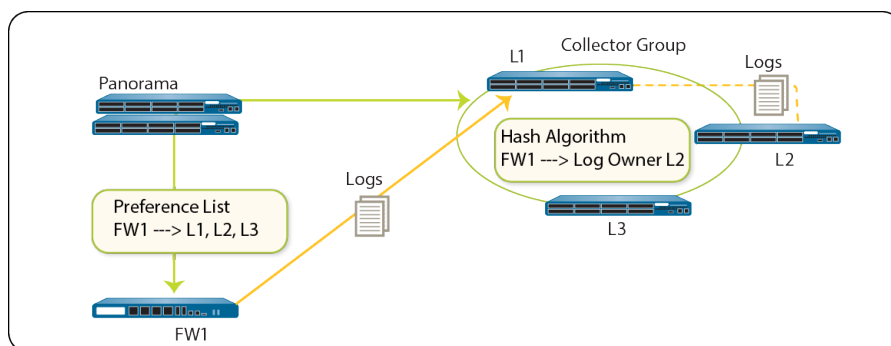 Panorama
L1
Collector Group
Logs
Hash Algorithm
FW1 ---> Log Owner L2
L2
Logs
Preference List
FW1 ---> L1, L2, L3
L3
FW1